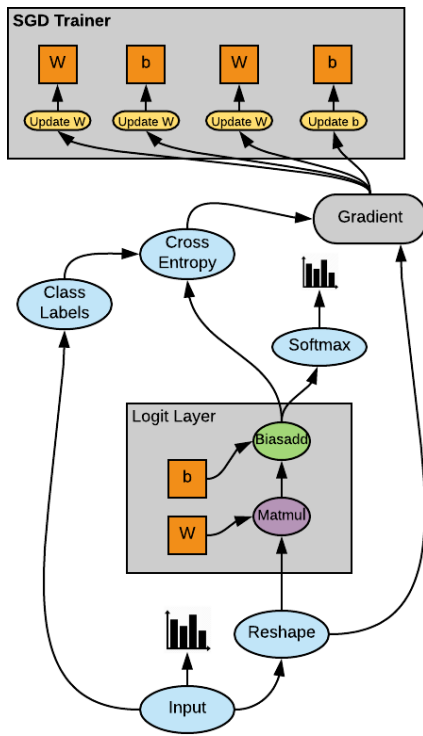 SGD Trainer
W
b
W
b
Update W
Update W
Update W
Update b
Gradient
Cross
Entropy
Class
Labels
Softmax
Logit Layer
Biasadd
b
Matmul
W
Reshape
Input